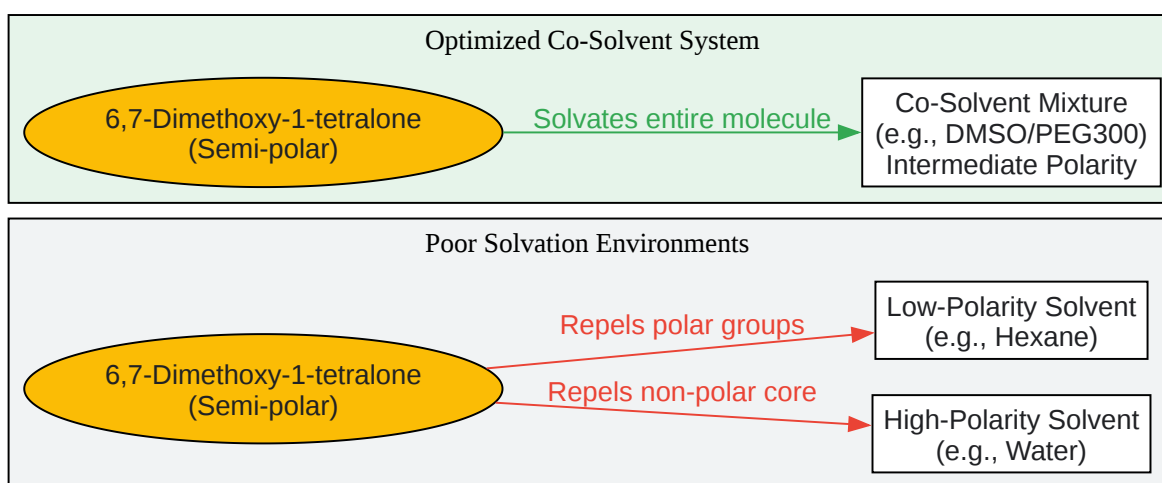 Optimized Co-Solvent System
6,7-Dimethoxy-1-tetralone
(Semi-polar)
Solvates entire molecule
Co-Solvent Mixture
(e.g., DMSO/PEG300)
Intermediate Polarity
Poor Solvation Environments
6,7-Dimethoxy-1-tetralone
(Semi-polar)
Repels polar groups
Low-Polarity Solvent
(e.g., Hexane)
Repels non-polar core
High-Polarity Solvent
(e.g., Water)